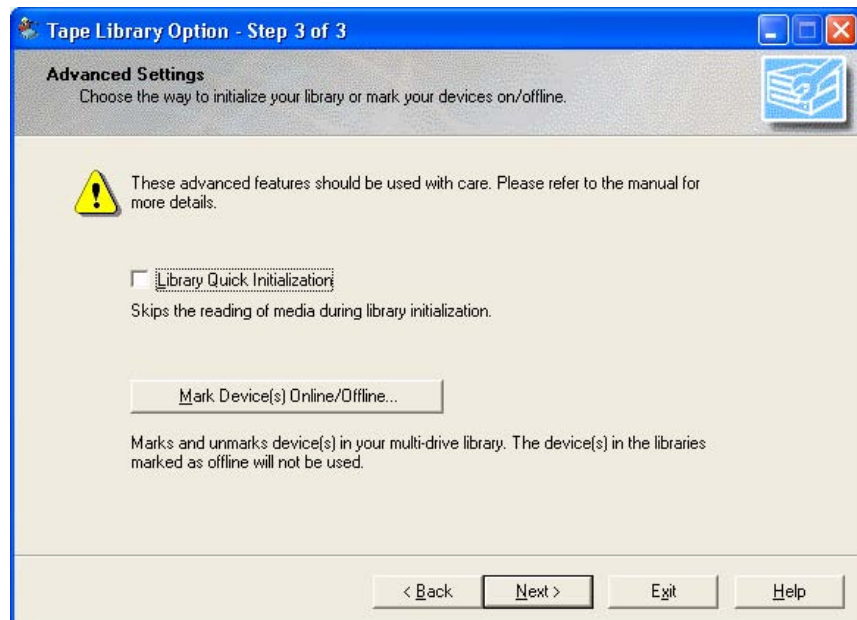 Tape Library Option - Step 3 of 3
Advanced Settings
Choose the way to initialize your library or mark your devices on/offline.
These advanced features should be used with care. Please refer to the manual for
more details.
Library Quick Initialization
Skips the reading of media during library initialization.
Mark Device(s) Online/Offline...
Marks and unmarks device(s) in your multi-drive library. The device(s) in the libraries
marked as offline will not be used.
< Back
Next >
Exit
Help